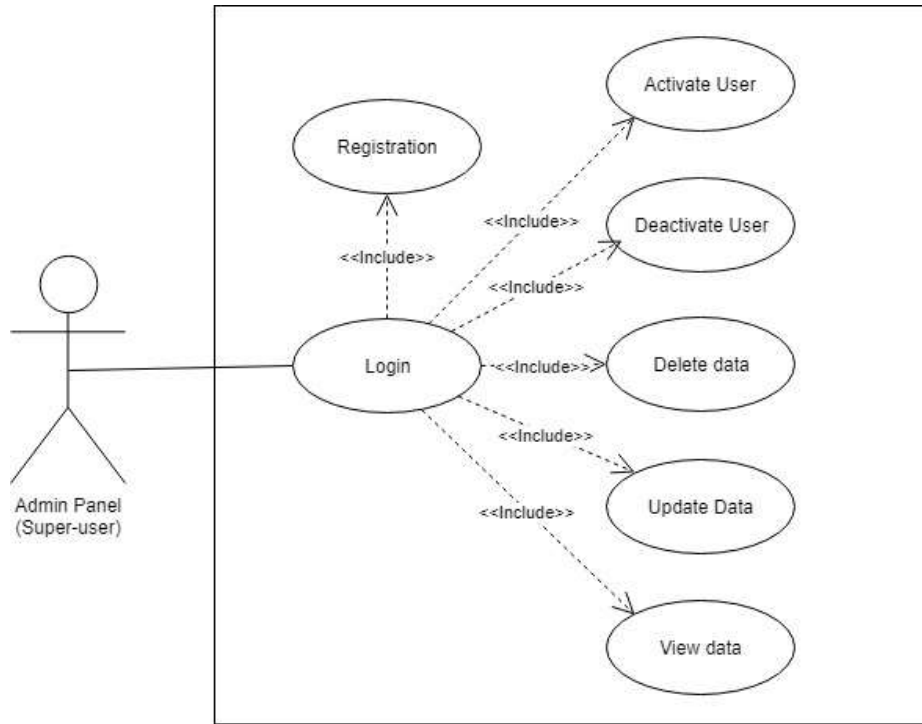 Activate User
Registration
<<Include>>
Deactivate User
<<Include>>
<<Include>>
Login
<<Include>>
Delete data
<<Include>>
Admin Panel
(Super-user)
<<Include>>
Update Data
View data